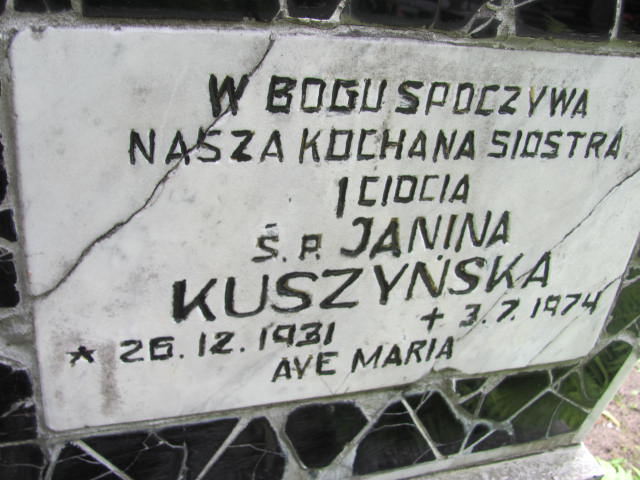 W BOGU SPOCZYWA
NASZA KOCHANA SIOSTRA
I CIOCIA
Ś.P. JANINA
KUSZYŃSKA
* 26.12.1931 + 3.7.1974
AVE MARIA